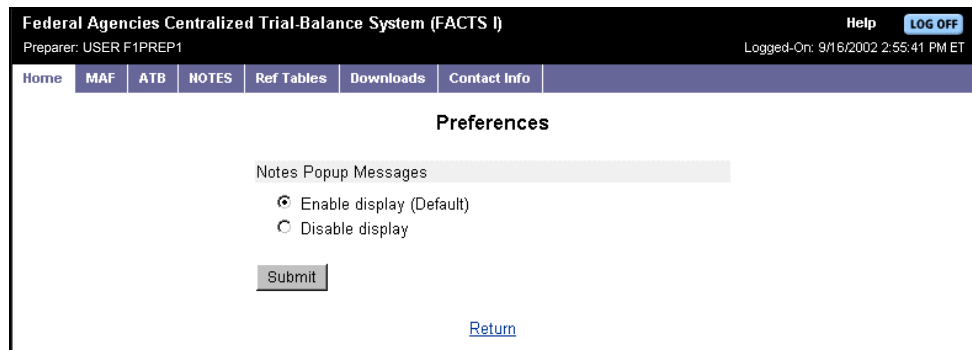 Federal Agencies Centralized Trial-Balance System (FACTS I) Help LOG OFF
Preparer: USER F1PREP1 Logged-On: 9/16/2002 2:55:41 PM ET
Home MAF ATB NOTES Ref Tables Downloads Contact Info
Preferences
Notes Popup Messages
Enable display (Default)
Disable display
Submit
Return